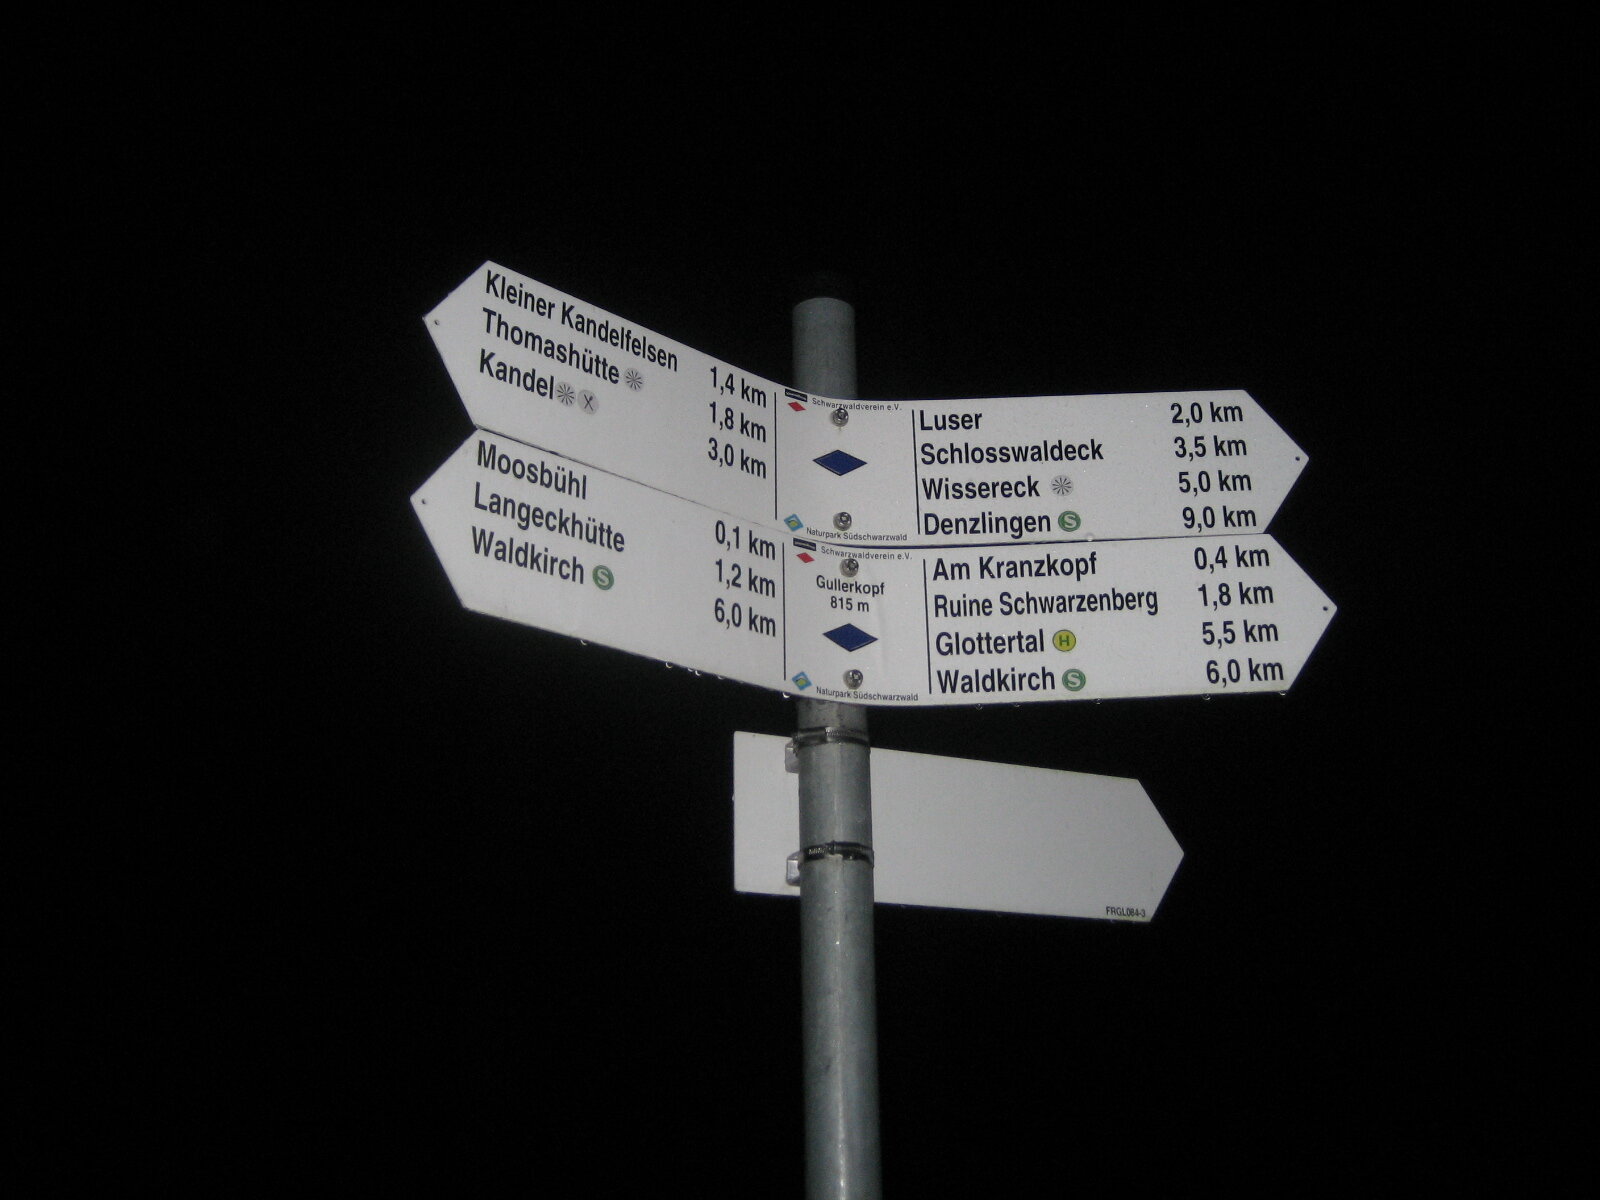 Kleiner Kandelfelsen 1,4 km
Thomashütte 1,8 km
Kandel 3,0 km
Schwarzwaldverein e.V.
Naturpark Südschwarzwald
Luser 2,0 km
Schlosswaldeck 3,5 km
Wissereck 5,0 km
Denzlingen S 9,0 km
Moosbühl 0,1 km
Langeckhütte 1,2 km
Waldkirch S 6,0 km
Schwarzwaldverein e.V.
Gullerkopf
815 m
Naturpark Südschwarzwald
Am Kranzkopf 0,4 km
Ruine Schwarzenberg 1,8 km
Glottertal H 5,5 km
Waldkirch S 6,0 km
FRGL084-3